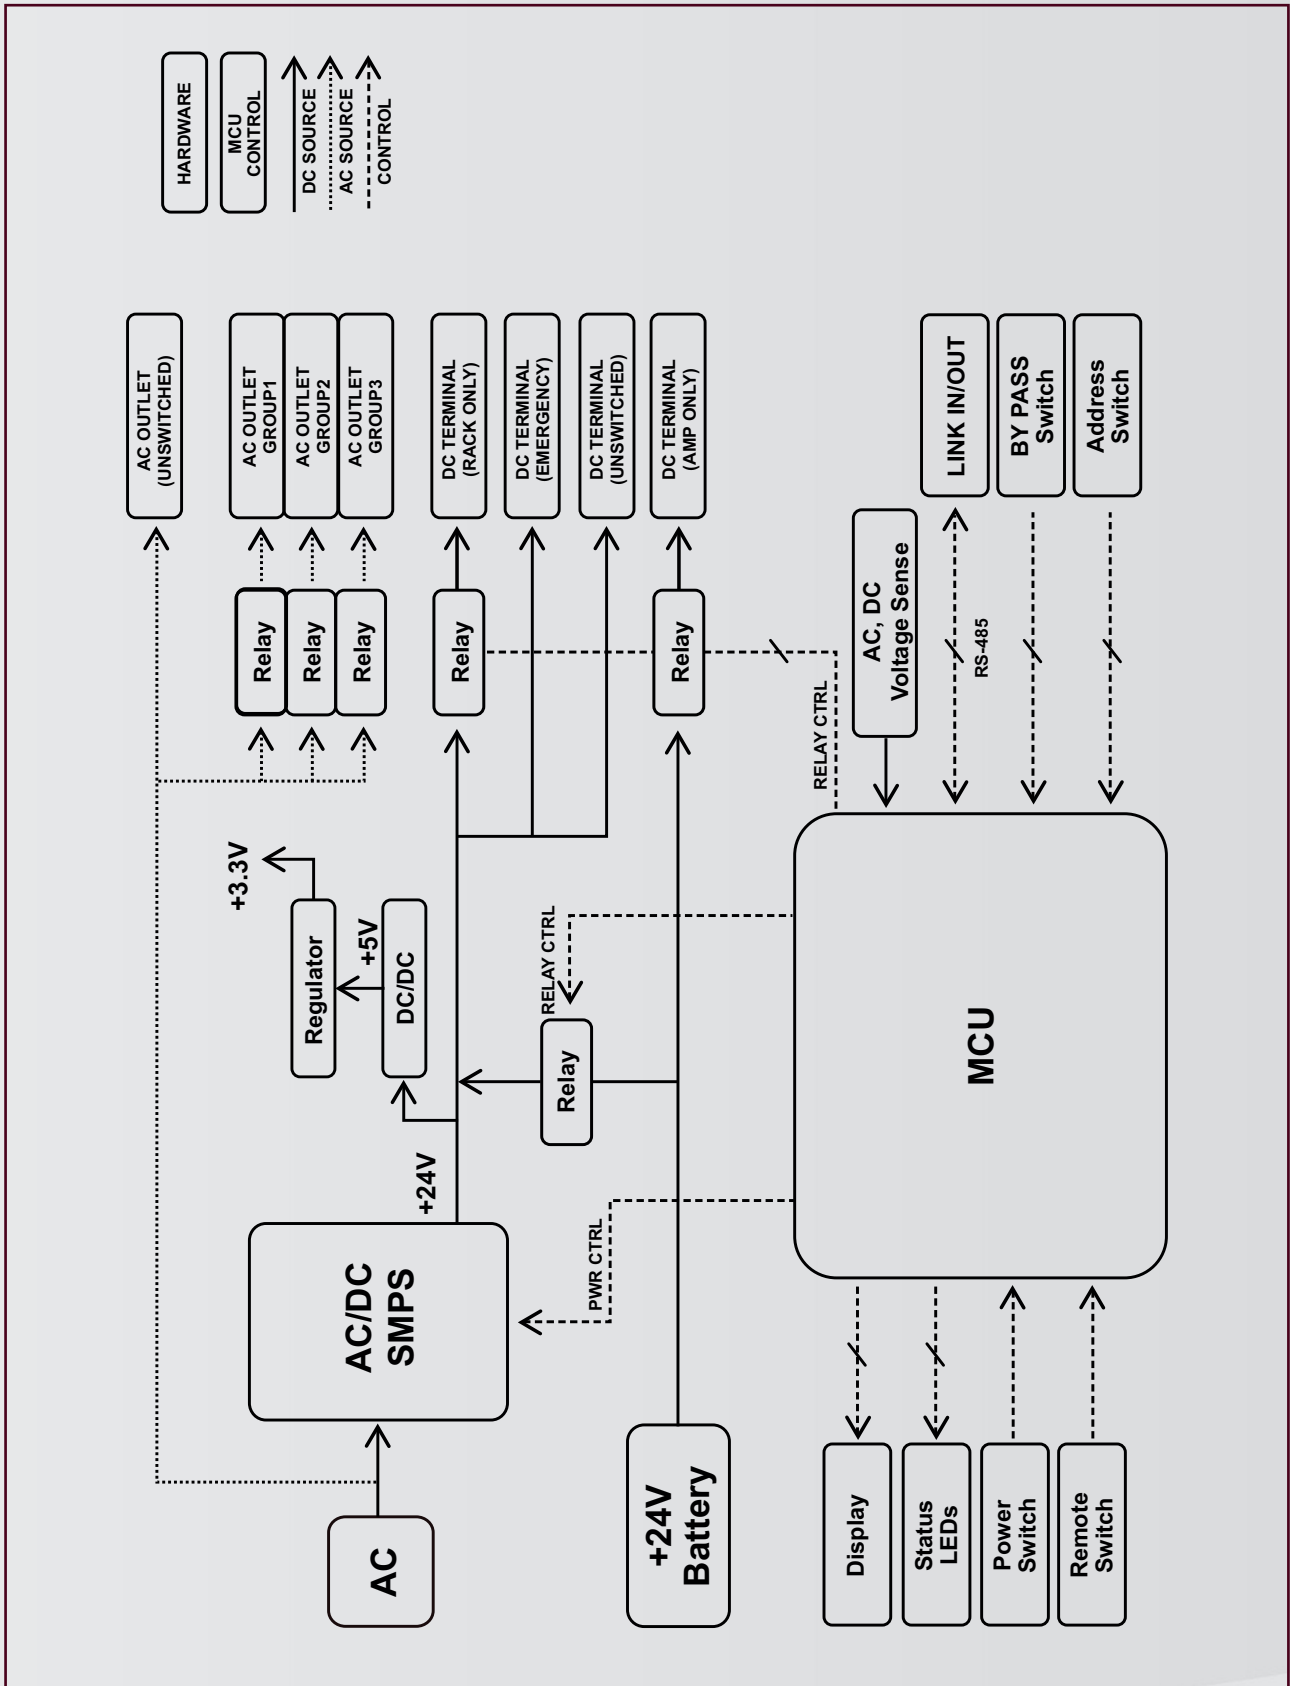 HARDWARE
MCU
CONTROL
DC SOURCE
AC SOURCE
CONTROL
AC OUTLET
(UNSWITCHED)
AC OUTLET
GROUP1
AC OUTLET
GROUP2
AC OUTLET
GROUP3
DC TERMINAL
(RACK ONLY)
DC TERMINAL
(EMERGENCY)
DC TERMINAL
(UNSWITCHED)
DC TERMINAL
(AMP ONLY)
LINK IN/OUT
BY PASS
Switch
Address
Switch
Relay
Relay
Relay
Relay
Relay
AC, DC
Voltage Sense
RS-485
RELAY CTRL
+3.3V
Regulator
+5V
DC/DC
RELAY CTRL
Relay
MCU
+24V
AC/DC
SMPS
PWR CTRL
AC
+24V
Battery
Display
Status
LEDs
Power
Switch
Remote
Switch